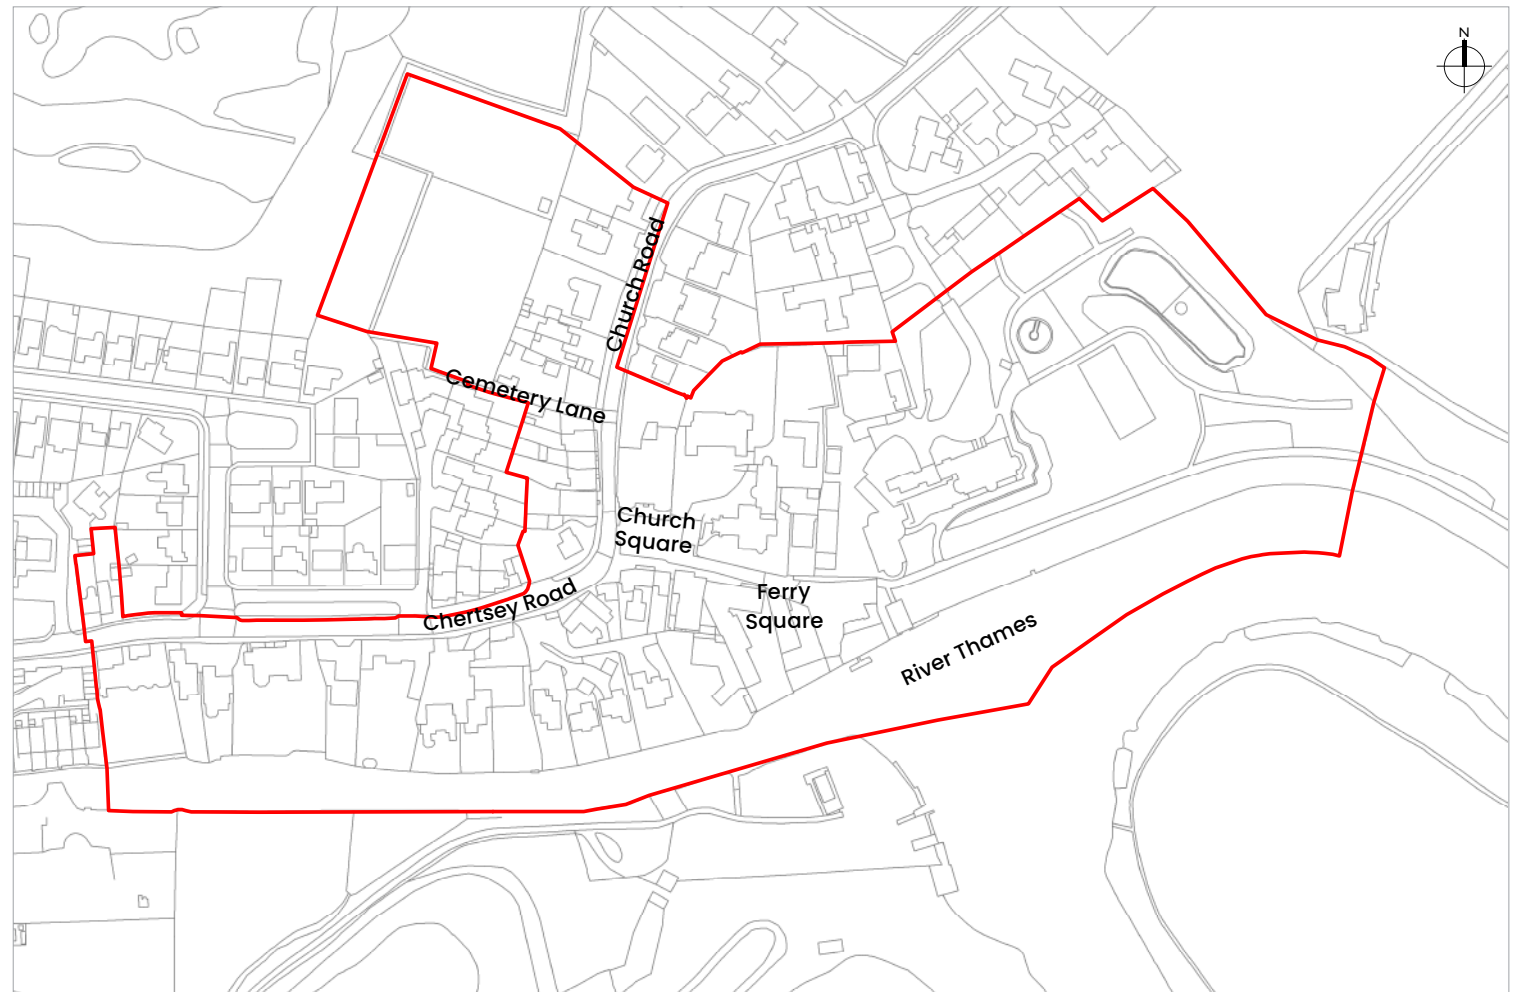 N
Church Road
Cemetery Lane
Church
Square
Chertsey Road
Ferry
Square
River Thames